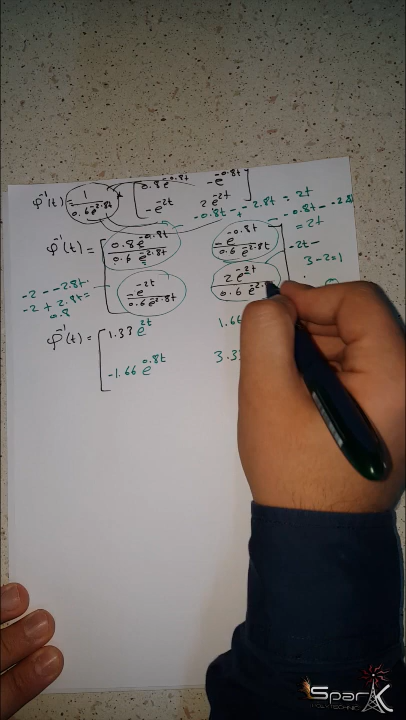 φ⁻¹(t) = 1 / 0.6e^-2.8t [ 0.8e^-0.8t -e^-0.8t
-e^-2t 2e^-2t ]
-0.8t + -2.8t = 2t
-0.8t - -2.8t
= 2t
φ⁻¹(t) = [ 0.8e^-0.8t / 0.6e^-2.8t -e^-0.8t / 0.6e^-2.8t
-e^-2t / 0.6e^-2.8t 2e^-2t / 0.6e^-2.
-2t -
3-2=1
-2 - -2.8t =
-2 + 2.8t =
0.8
φ⁻¹(t) = [ 1.33e^2t 1.66
-1.66e^0.8t 3.33
Spark